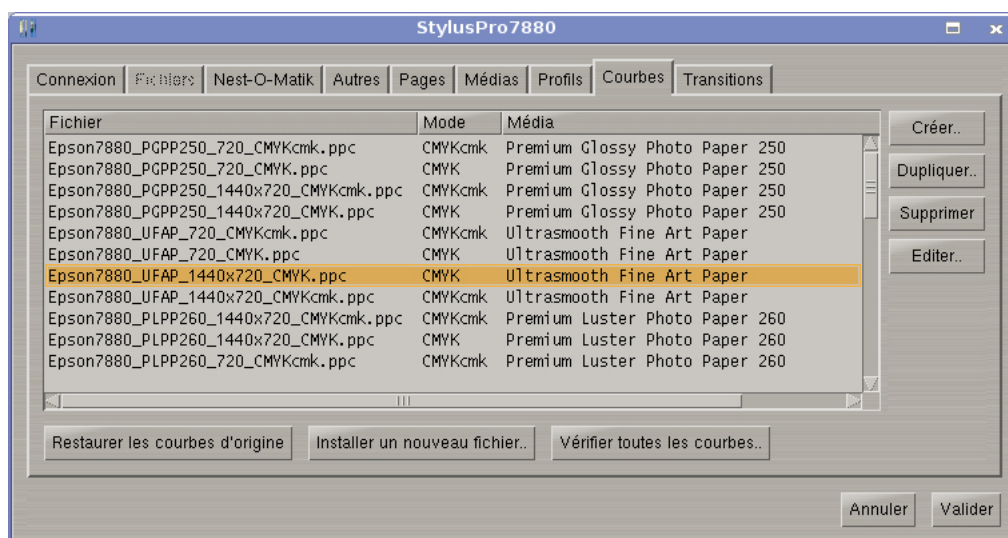 StylusPro7880
Connexion Fichiers Nest-O-Matik Autres Pages Médias Profils Courbes Transitions
Fichier Mode Média
Epson7880_PGPP250_720_CMYKcmk.ppc CMYKcmk Premium Glossy Photo Paper 250
Epson7880_PGPP250_720_CMYK.ppc CMYK Premium Glossy Photo Paper 250
Epson7880_PGPP250_1440x720_CMYKcmk.ppc CMYKcmk Premium Glossy Photo Paper 250
Epson7880_PGPP250_1440x720_CMYK.ppc CMYK Premium Glossy Photo Paper 250
Epson7880_UFAP_720_CMYKcmk.ppc CMYKcmk Ultrasmooth Fine Art Paper
Epson7880_UFAP_720_CMYK.ppc CMYK Ultrasmooth Fine Art Paper
Epson7880_UFAP_1440x720_CMYK.ppc CMYK Ultrasmooth Fine Art Paper
Epson7880_UFAP_1440x720_CMYKcmk.ppc CMYKcmk Ultrasmooth Fine Art Paper
Epson7880_PLPP260_1440x720_CMYKcmk.ppc CMYKcmk Premium Luster Photo Paper 260
Epson7880_PLPP260_1440x720_CMYK.ppc CMYK Premium Luster Photo Paper 260
Epson7880_PLPP260_720_CMYKcmk.ppc CMYKcmk Premium Luster Photo Paper 260
Créer..
Dupliquer..
Supprimer
Editer..
Restaurer les courbes d'origine Installer un nouveau fichier.. Vérifier toutes les courbes..
Annuler Valider